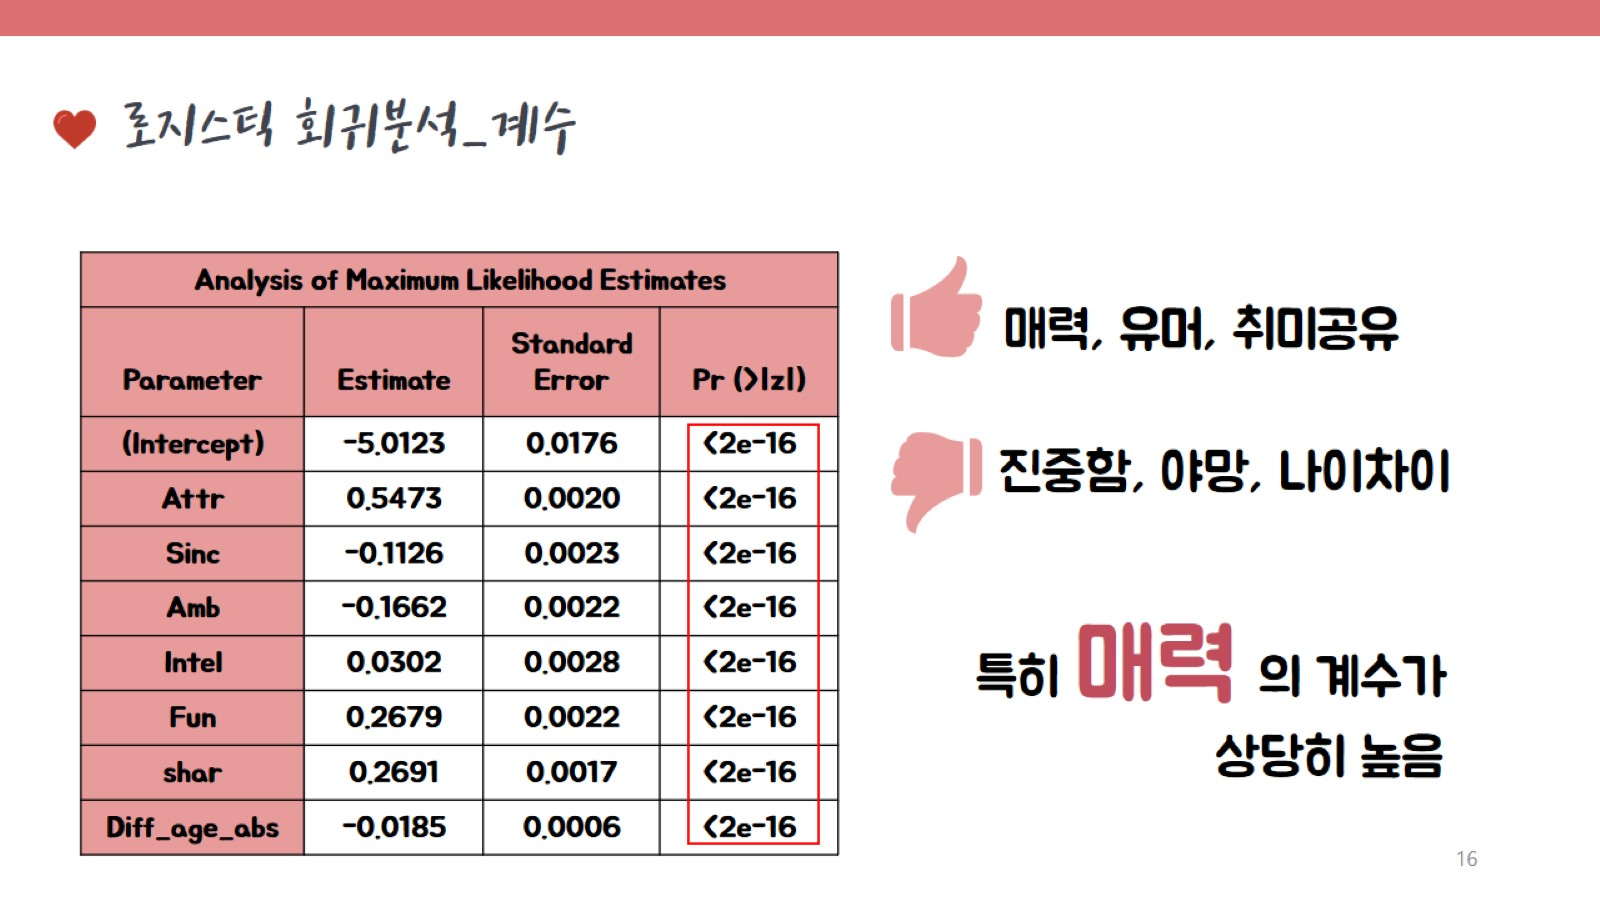 로지스틱 회귀분석_계수
Analysis of Maximum Likelihood Estimates
Parameter Estimate Standard Error Pr (>|z|)
(Intercept) -5.0123 0.0176 <2e-16
Attr 0.5473 0.0020 <2e-16
Sinc -0.1126 0.0023 <2e-16
Amb -0.1662 0.0022 <2e-16
Intel 0.0302 0.0028 <2e-16
Fun 0.2679 0.0022 <2e-16
shar 0.2691 0.0017 <2e-16
Diff_age_abs -0.0185 0.0006 <2e-16
매력, 유머, 취미공유
진중함, 야망, 나이차이
특히 매력 의 계수가
상당히 높음
16